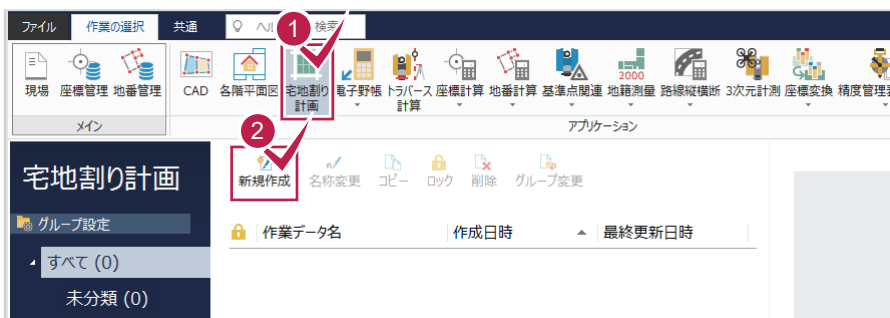 ファイル 作業の選択 共通 ヘル 検索
1
現場 座標管理 地番管理 CAD 各階平面図 宅地割り計画 電子野帳 トラバース計算 座標計算 地番計算 基準点関連 2000 地籍測量 路線縦横断 3次元計測 座標変換 精度管理
メイン アプリケーション
2
宅地割り計画
新規作成 名称変更 コピー ロック 削除 グループ変更
グループ設定
作業データ名 作成日時 最終更新日時
すべて (0)
未分類 (0)